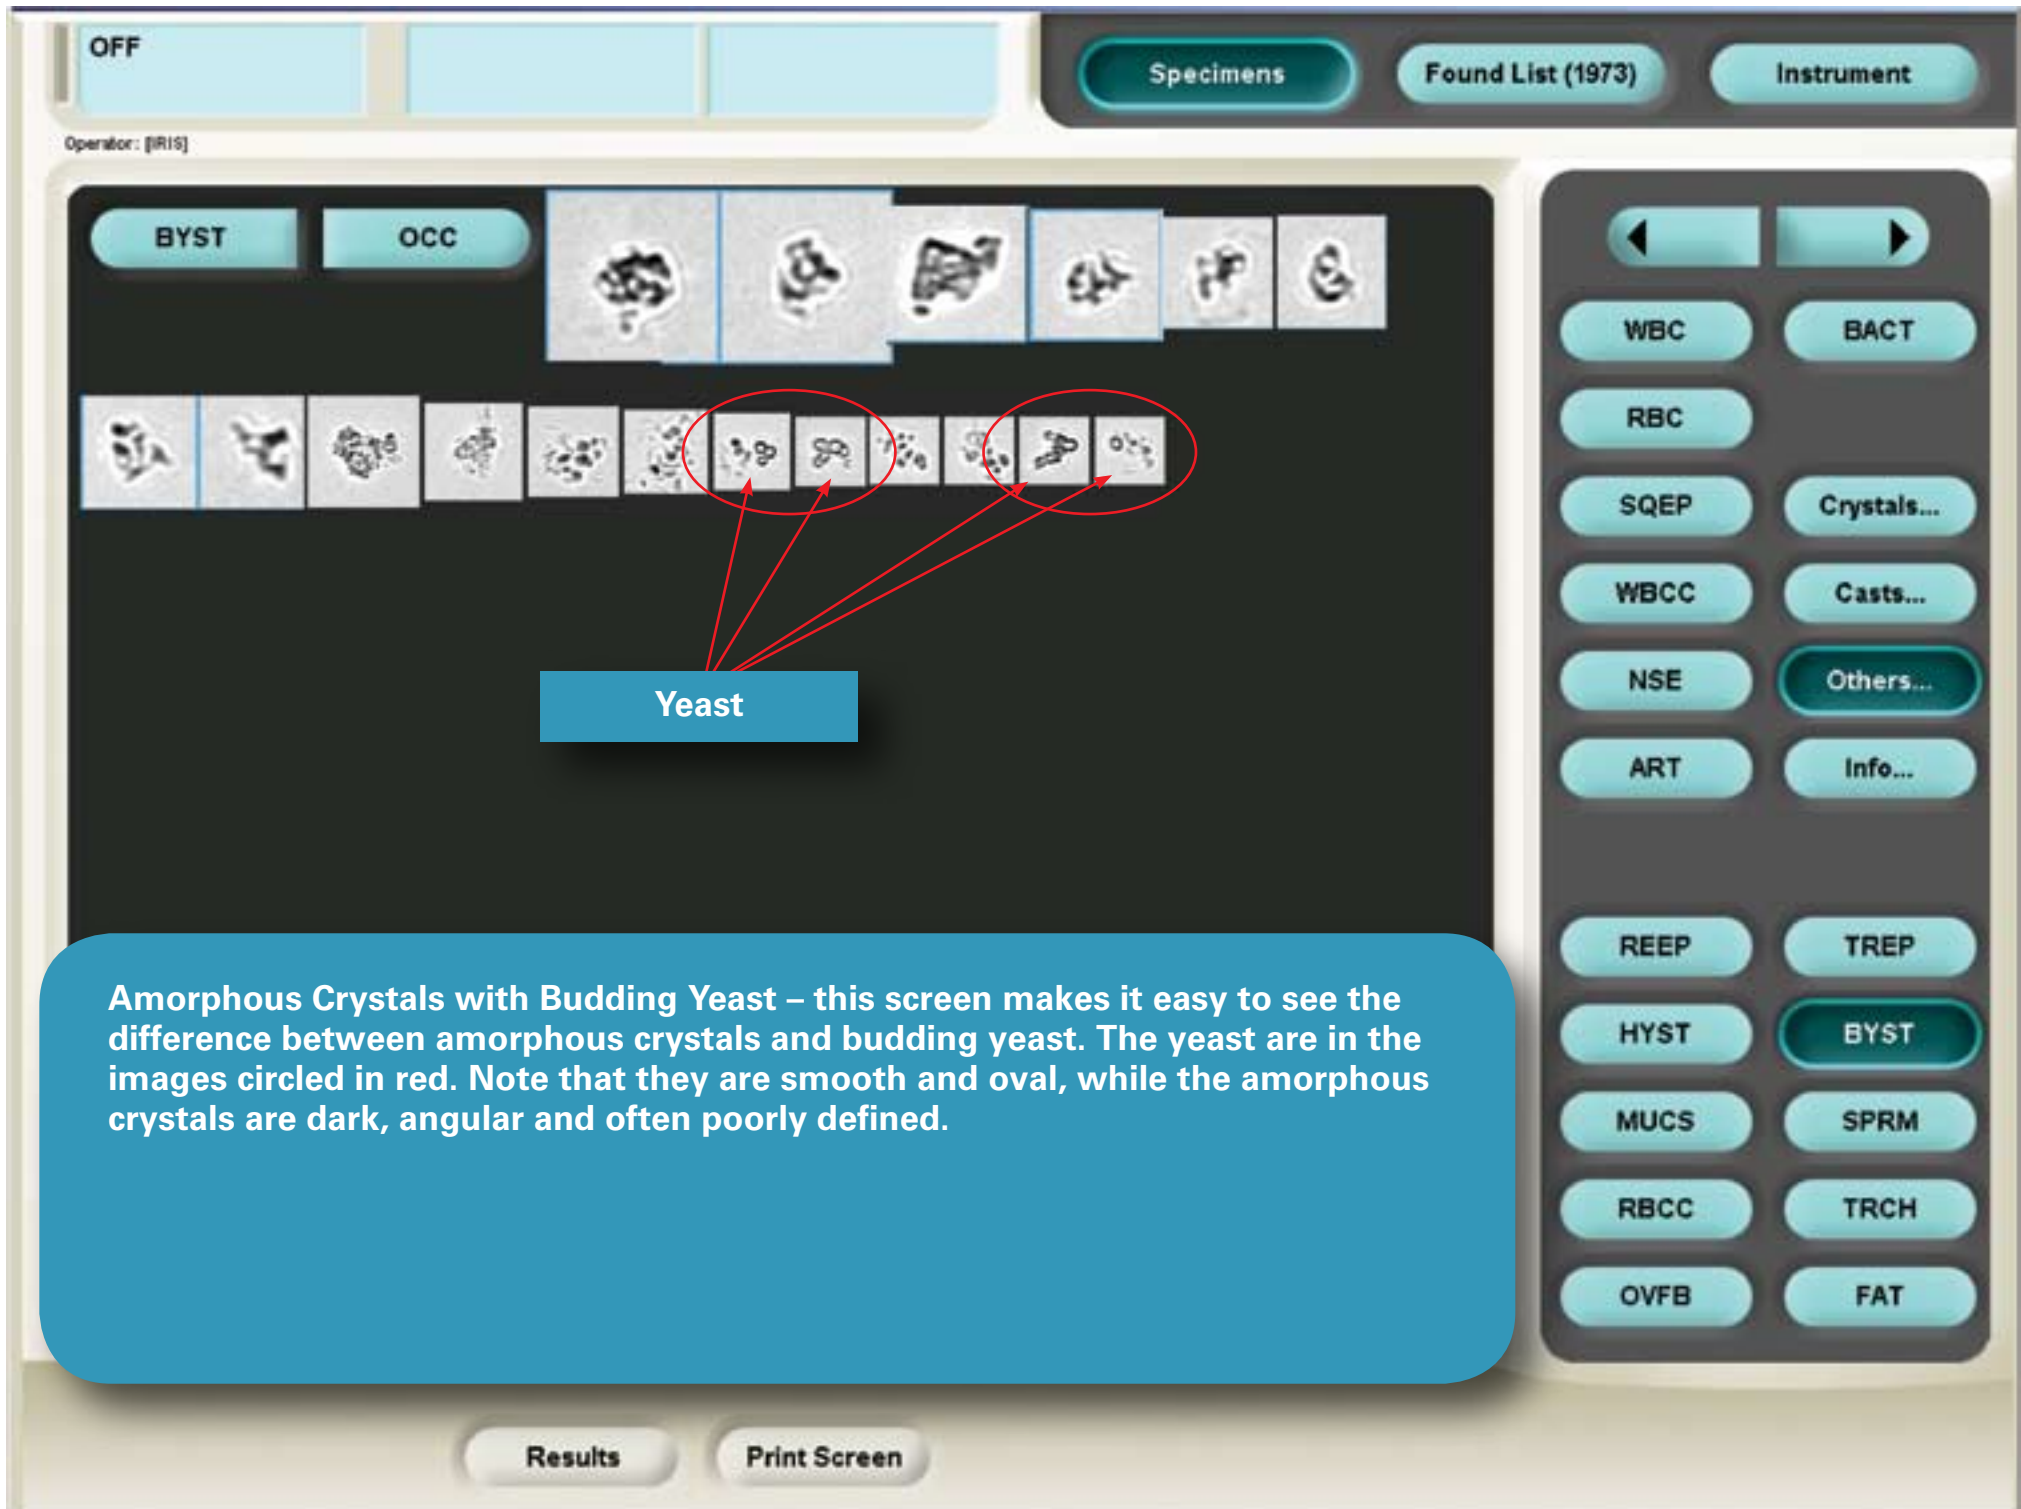 OFF
Specimens
Found List (1973)
Instrument
Operator: [IRIS]
BYST
OCC
WBC
BACT
RBC
SQEP
Crystals...
WBCC
Casts...
NSE
Others...
ART
Info...
Yeast
REEP
TREP
HYST
BYST
MUCS
SPRM
RBCC
TRCH
OVFB
FAT
Amorphous Crystals with Budding Yeast – this screen makes it easy to see the
difference between amorphous crystals and budding yeast. The yeast are in the
images circled in red. Note that they are smooth and oval, while the amorphous
crystals are dark, angular and often poorly defined.
Results
Print Screen